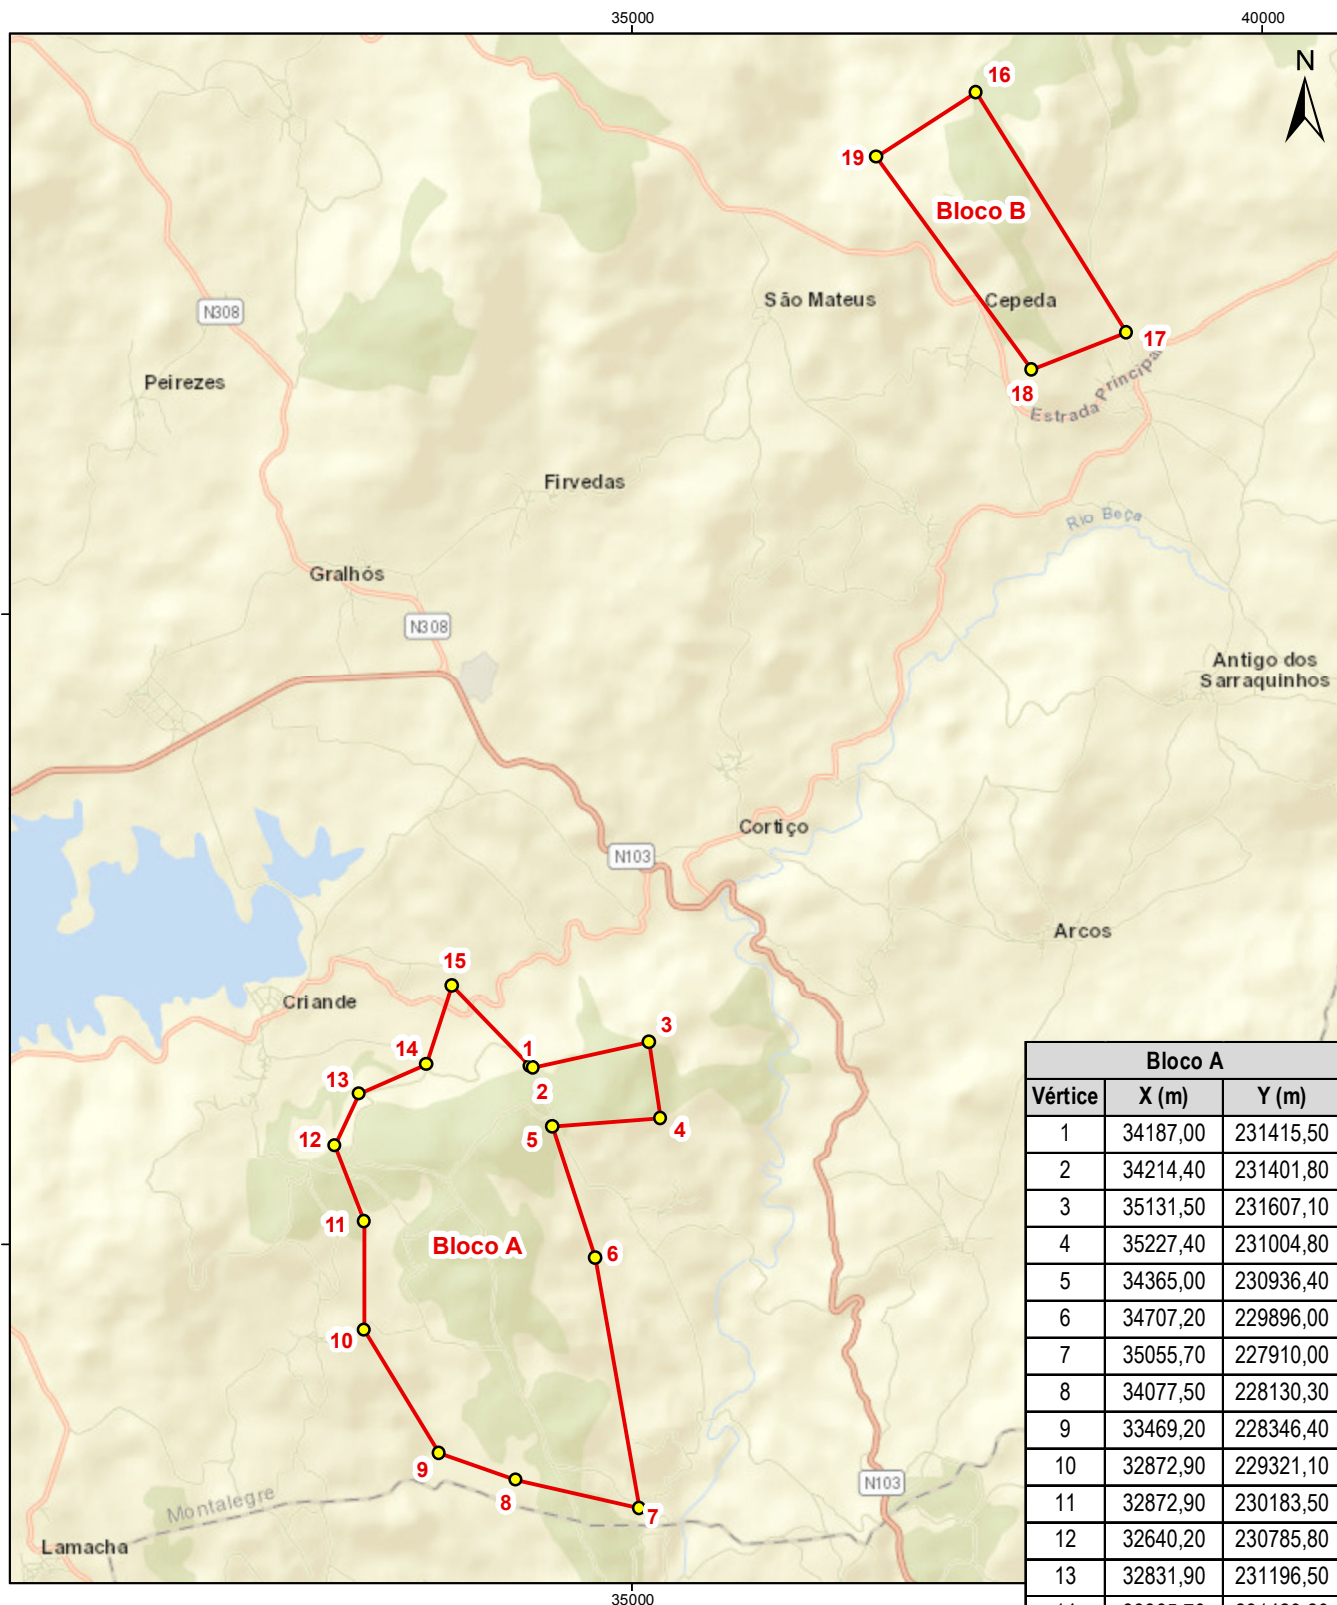 35000
40000
N
16
19
Bloco B
São Mateus
Cepeda
N308
17
Peirezes
18
Estrada Principal
Firvedas
Rio Beça
Gralhós
N308
Antigo dos
Sarraquinhos
Cortiço
N103
Arcos
15
Criande
3
14
1
2
13
4
5
12
11
Bloco A
6
10
9
8
7
N103
Montalegre
Lamacha
35000
Bloco A
Vértice X (m) Y (m)
1 34187,00 231415,50
2 34214,40 231401,80
3 35131,50 231607,10
4 35227,40 231004,80
5 34365,00 230936,40
6 34707,20 229896,00
7 35055,70 227910,00
8 34077,50 228130,30
9 33469,20 228346,40
10 32872,90 229321,10
11 32872,90 230183,50
12 32640,20 230785,80
13 32831,90 231196,50